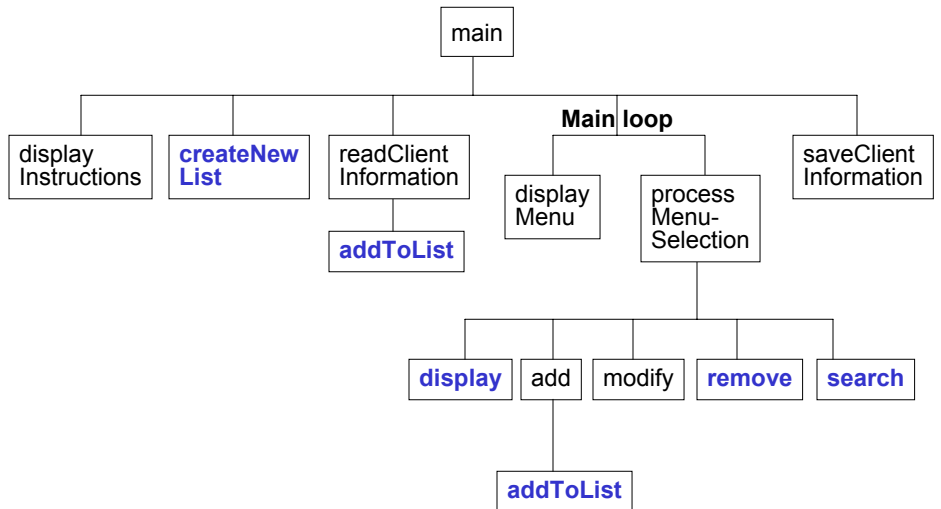 main
Main loop
display
Instructions
createNew
List
readClient
Information
saveClient
Information
display
Menu
process
Menu-
Selection
addToList
display
add
modify
remove
search
addToList